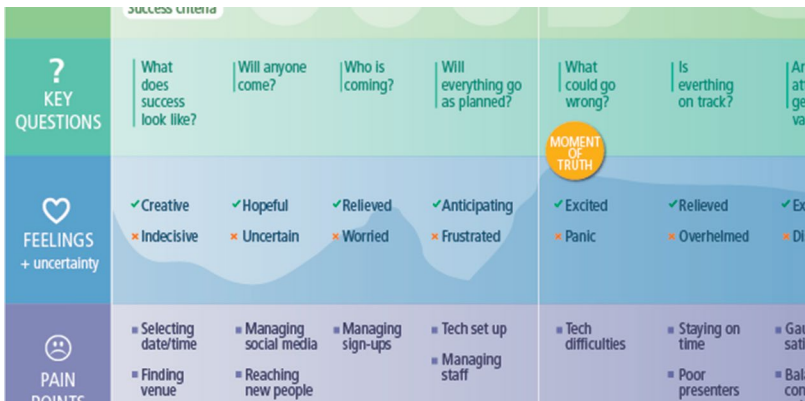 Success criteria
?
KEY
QUESTIONS
What
does
success
look like?
Will anyone
come?
Who is
coming?
Will
everything go
as planned?
What
could go
wrong?
Is
everthing
on track?
MOMENT
OF
TRUTH
FEELINGS
+ uncertainty
Creative
Indecisive
Hopeful
Uncertain
Relieved
Worried
Anticipating
Frustrated
Excited
Panic
Relieved
Overhelmed
PAIN
POINTS
Selecting
date/time
Finding
venue
Managing
social media
Reaching
new people
Managing
sign-ups
Tech set up
Managing
staff
Tech
difficulties
Staying on
time
Poor
presenters